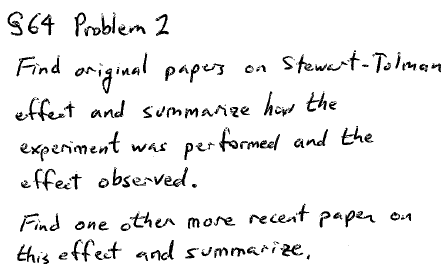 §64 Problem 2
Find original papers on Stewart-Tolman
effect and summarize how the
experiment was performed and the
effect observed.
Find one other more recent paper on
this effect and summarize.